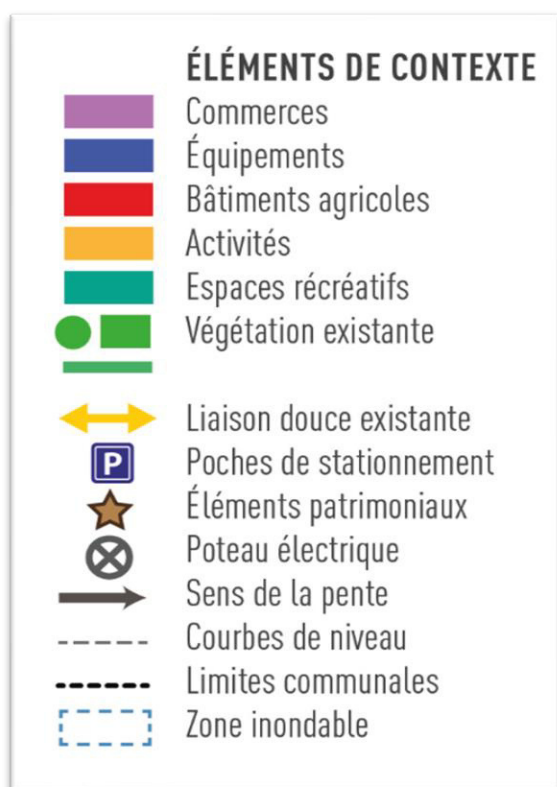 ÉLÉMENTS DE CONTEXTE
Commerces
Équipements
Bâtiments agricoles
Activités
Espaces récréatifs
Végétation existante
Liaison douce existante
P Poches de stationnement
Éléments patrimoniaux
Poteau électrique
Sens de la pente
Courbes de niveau
Limites communales
Zone inondable